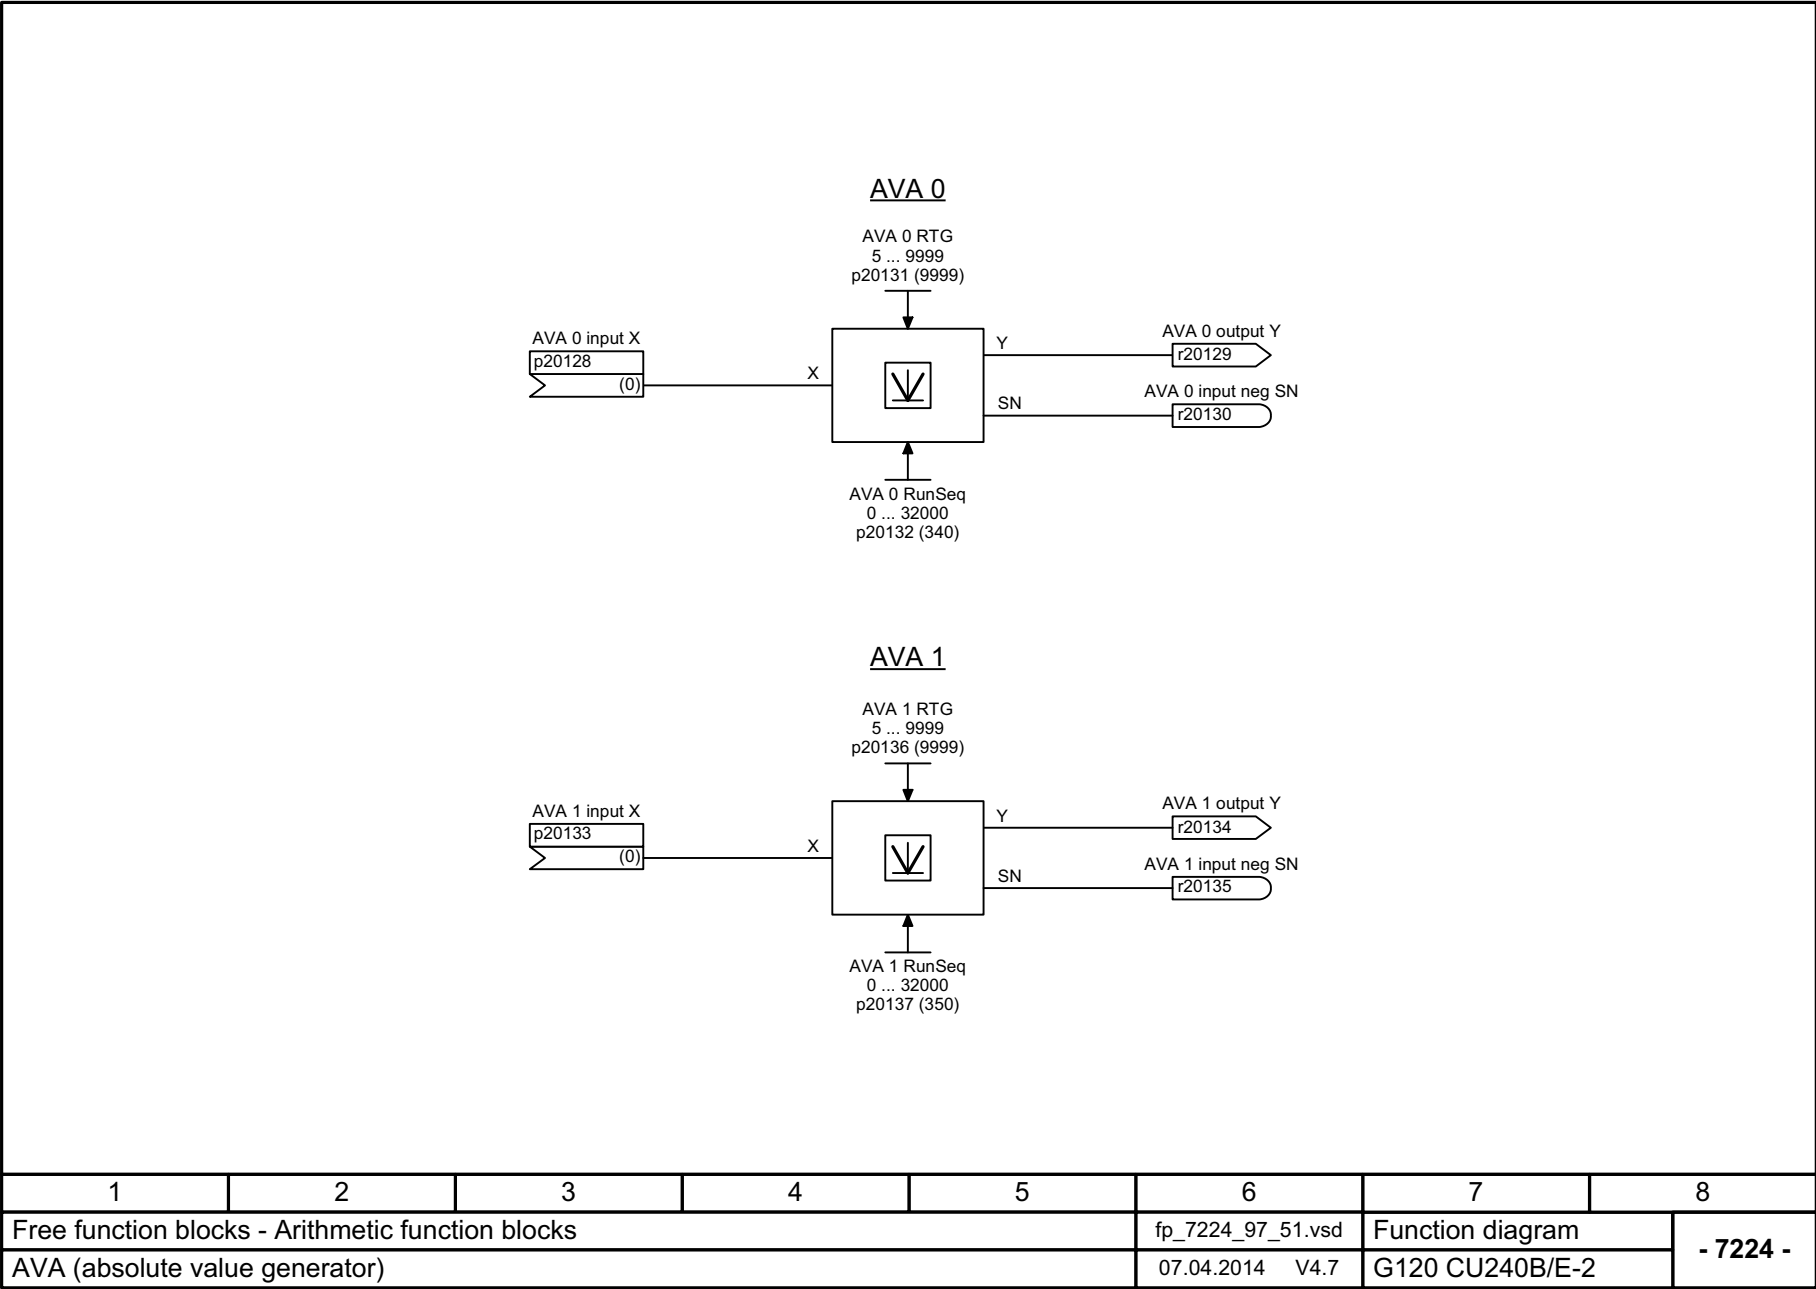 AVA 0
AVA 0 RTG
5 ... 9999
p20131 (9999)
AVA 0 input X
p20128
(0)
X
Y
SN
AVA 0 output Y
r20129
AVA 0 input neg SN
r20130
AVA 0 RunSeq
0 ... 32000
p20132 (340)
AVA 1
AVA 1 RTG
5 ... 9999
p20136 (9999)
AVA 1 input X
p20133
(0)
X
Y
SN
AVA 1 output Y
r20134
AVA 1 input neg SN
r20135
AVA 1 RunSeq
0 ... 32000
p20137 (350)
1 2 3 4 5 6 7 8
Free function blocks - Arithmetic function blocks fp_7224_97_51.vsd Function diagram
- 7224 -
AVA (absolute value generator) 07.04.2014 V4.7 G120 CU240B/E-2